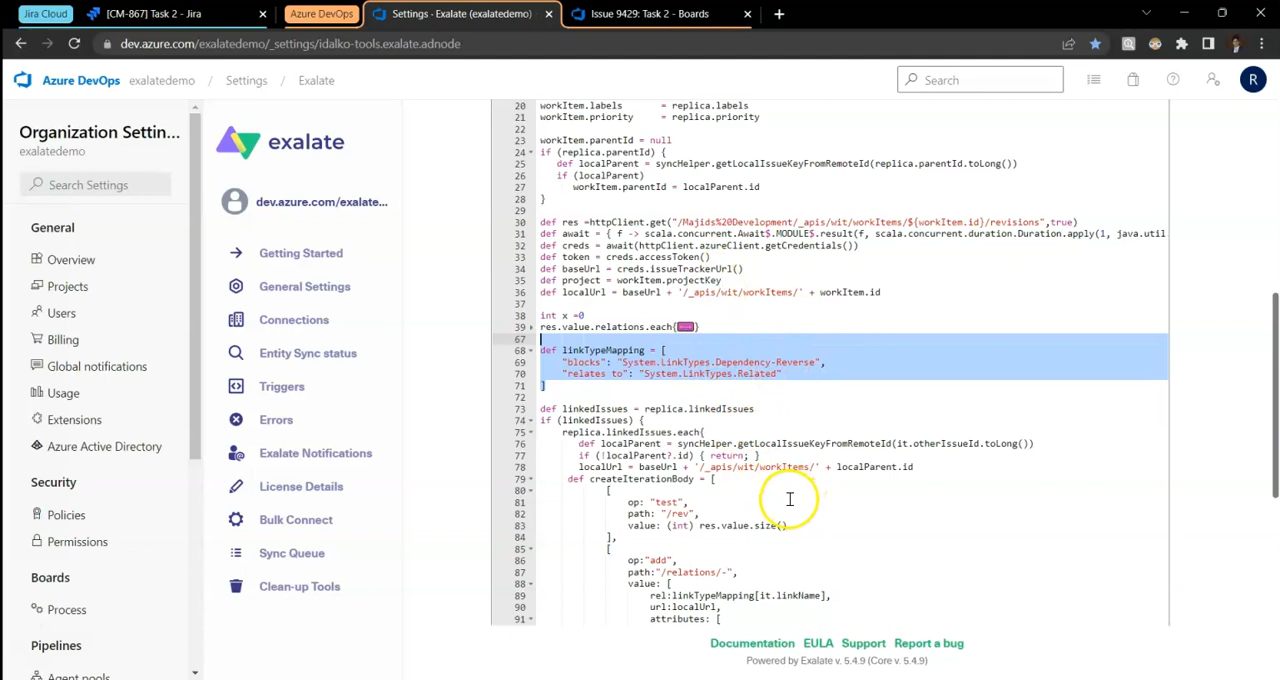 Jira Cloud
[CM-867] Task 2 - Jira
Azure DevOps
Settings · Exalate (exalatedemo)
Issue 9429: Task 2 - Boards
dev.azure.com/exalatedemo/_settings/idalko-tools.exalate.adnode
Azure DevOps exalatedemo / Settings / Exalate
Search
R
Organization Settin...
exalatedemo
Search Settings
General
Overview
Projects
Users
Billing
Global notifications
Usage
Extensions
Azure Active Directory
Security
Policies
Permissions
Boards
Process
Pipelines
Agent pools
exalate
dev.azure.com/exalate...
Getting Started
General Settings
Connections
Entity Sync status
Triggers
Errors
Exalate Notifications
License Details
Bulk Connect
Sync Queue
Clean-up Tools
20 workItem.labels = replica.labels
21 workItem.priority = replica.priority
22
23 workItem.parentId = null
24 if (replica.parentId) {
25 def localParent = syncHelper.getLocalIssueKeyFromRemoteId(replica.parentId.toLong())
26 if (localParent)
27 workItem.parentId = localParent.id
28 }
29
30 def res =httpClient.get("/Majids%20Development/_apis/wit/workItems/${workItem.id}/revisions",true)
31 def await = { f -> scala.concurrent.Await$.MODULE$.result(f, scala.concurrent.duration.Duration.apply(1, java.util.
32 def creds = await(httpClient.azureClient.getCredentials())
33 def token = creds.accessToken()
34 def baseUrl = creds.issueTrackerUrl()
35 def project = workItem.projectKey
36 def localUrl = baseUrl + '/_apis/wit/workItems/' + workItem.id
37
38 int x =0
39 res.value.relations.each{}
67
68 def linkTypeMapping = [
69 "blocks": "System.LinkTypes.Dependency-Reverse",
70 "relates to": "System.LinkTypes.Related"
71 ]
72
73 def linkedIssues = replica.linkedIssues
74 if (linkedIssues) {
75 replica.linkedIssues.each{
76 def localParent = syncHelper.getLocalIssueKeyFromRemoteId(it.otherIssueId.toLong())
77 if (!localParent?.id) { return; }
78 localUrl = baseUrl + '/_apis/wit/workItems/' + localParent.id
79 def createIterationBody = [
80 [
81 op: "test",
82 path: "/rev",
83 value: (int) res.value.size()
84 ],
85 [
86 op:"add",
87 path:"/relations/-",
88 value: [
89 rel:linkTypeMapping[it.linkName],
90 url:localUrl,
91 attributes: [
Documentation EULA Support Report a bug
Powered by Exalate v. 5.4.9 (Core v. 5.4.9)